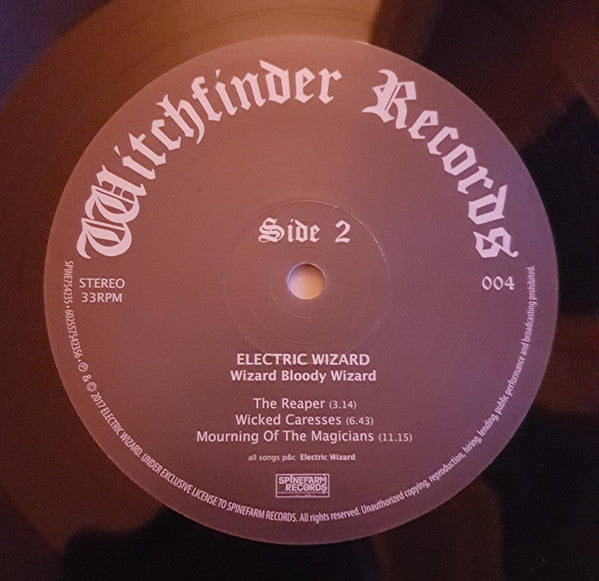 Witchfinder Records
Side 2
STEREO
33RPM
004
ELECTRIC WIZARD
Wizard Bloody Wizard
The Reaper (3.14)
Wicked Caresses (6.43)
Mourning Of The Magicians (11.15)
all songs p&c Electric Wizard
SPINEFARM
RECORDS
SPINE754235 • 602557542356 • ℗ & © 2017 ELECTRIC WIZARD, UNDER EXCLUSIVE LICENSE TO SPINEFARM RECORDS. All rights reserved. Unauthorized copying, reproduction, hiring, lending, public performance and broadcasting prohibited.